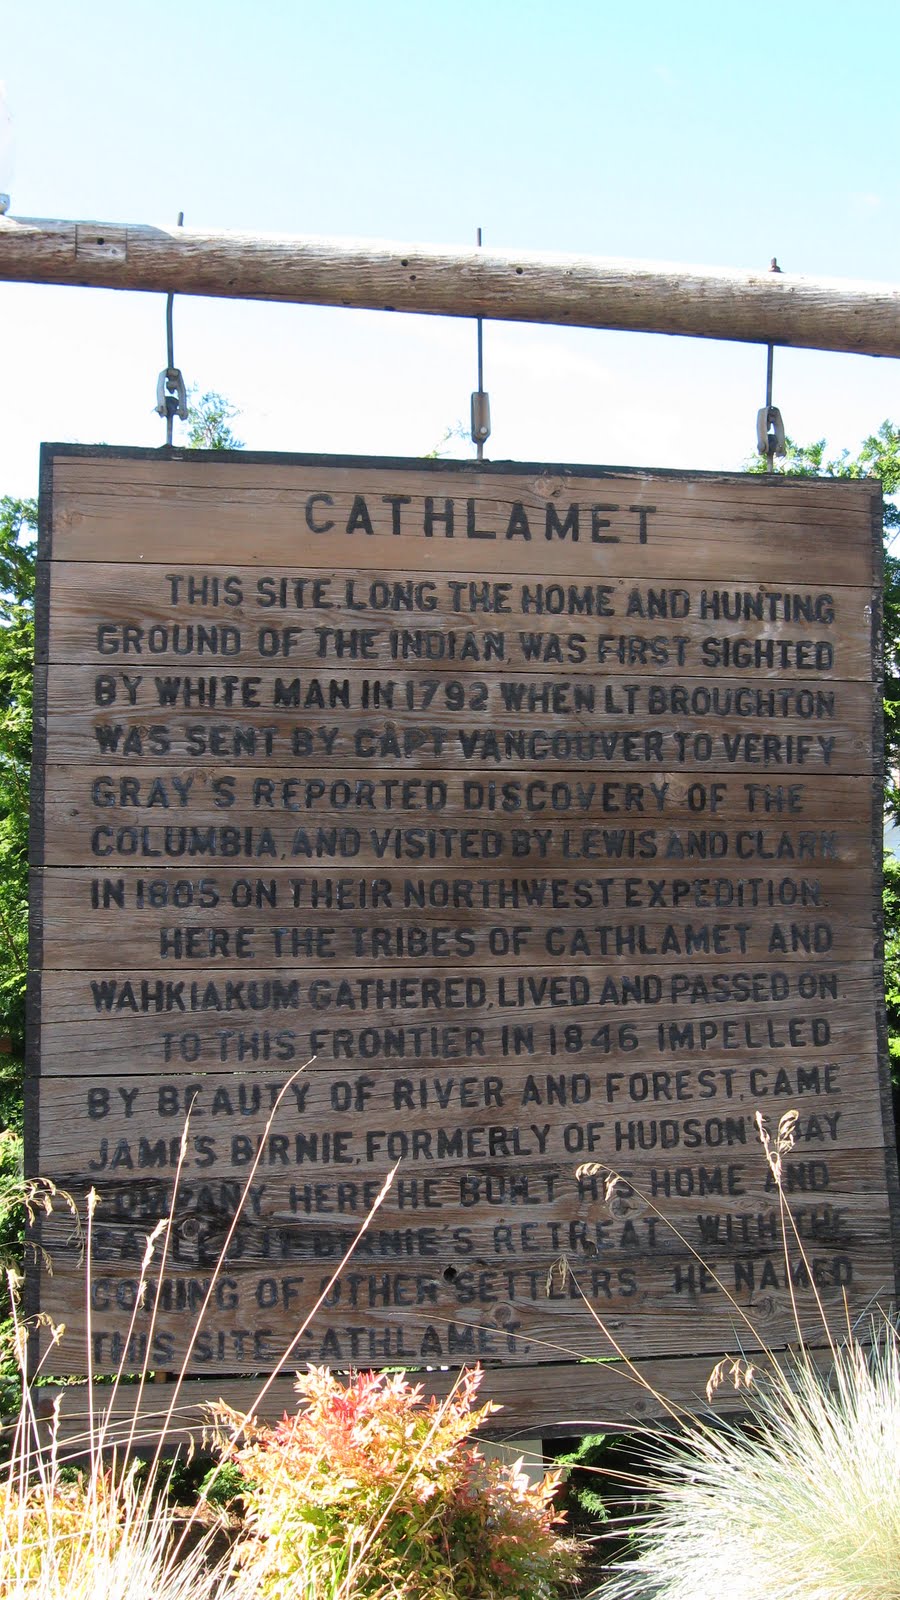 CATHLAMET
THIS SITE, LONG THE HOME AND HUNTING
GROUND OF THE INDIAN, WAS FIRST SIGHTED
BY WHITE MAN IN 1792 WHEN LT BROUGHTON
WAS SENT BY CAPT VANCOUVER TO VERIFY
GRAY'S REPORTED DISCOVERY OF THE
COLUMBIA, AND VISITED BY LEWIS AND CLARK
IN 1805 ON THEIR NORTHWEST EXPEDITION.
HERE THE TRIBES OF CATHLAMET AND
WAHKIAKUM GATHERED, LIVED AND PASSED ON.
TO THIS FRONTIER IN 1846 IMPELLED
BY BEAUTY OF RIVER AND FOREST, CAME
JAMES BIRNIE, FORMERLY OF HUDSON'S BAY
COMPANY. HERE HE BUILT HIS HOME AND
CALLED IT BIRNIE'S RETREAT. WITH THE
COMING OF OTHER SETTLERS, HE NAMED
THIS SITE CATHLAMET.